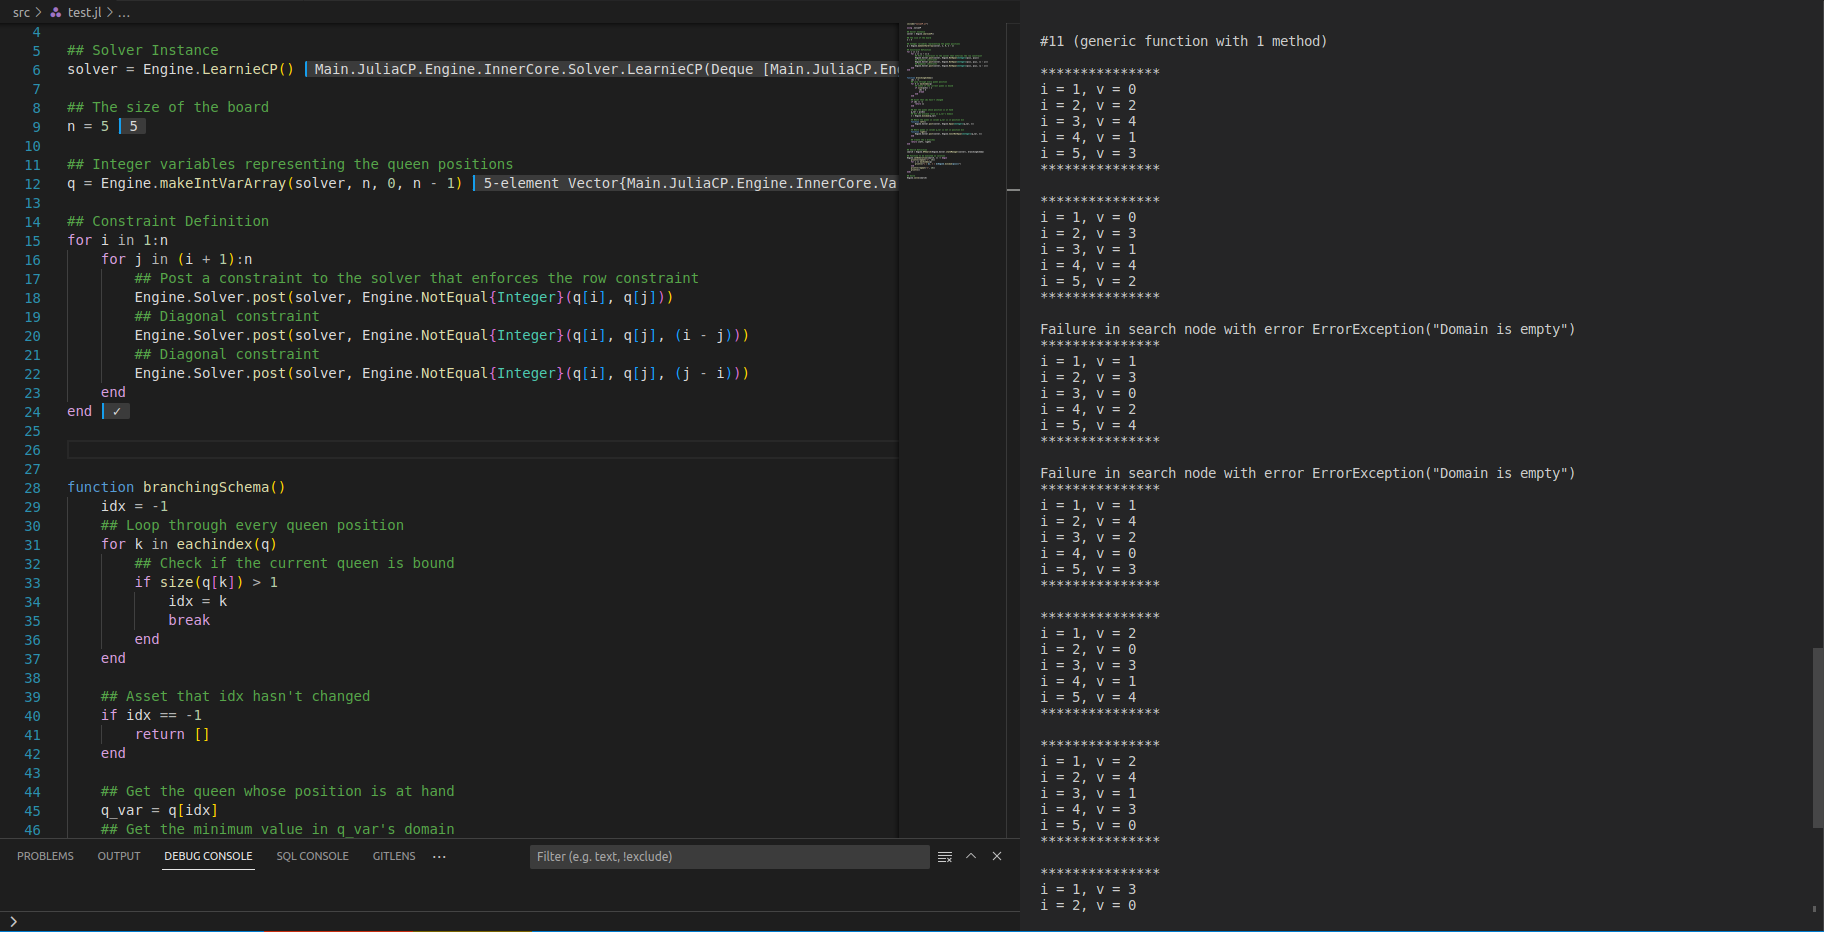 src > test.jl > ...
4
5 ## Solver Instance
6 solver = Engine.LearnieCP() Main.JuliaCP.Engine.InnerCore.Solver.LearnieCP(Deque [Main.JuliaCP.En
7
8 ## The size of the board
9 n = 5 5
10
11 ## Integer variables representing the queen positions
12 q = Engine.makeIntVarArray(solver, n, 0, n - 1) 5-element Vector{Main.JuliaCP.Engine.InnerCore.Va
13
14 ## Constraint Definition
15 for i in 1:n
16 for j in (i + 1):n
17 ## Post a constraint to the solver that enforces the row constraint
18 Engine.Solver.post(solver, Engine.NotEqual{Integer}(q[i], q[j]))
19 ## Diagonal constraint
20 Engine.Solver.post(solver, Engine.NotEqual{Integer}(q[i], q[j], (i - j)))
21 ## Diagonal constraint
22 Engine.Solver.post(solver, Engine.NotEqual{Integer}(q[i], q[j], (j - i)))
23 end
24 end ✓
25
26
27
28 function branchingSchema()
29 idx = -1
30 ## Loop through every queen position
31 for k in eachindex(q)
32 ## Check if the current queen is bound
33 if size(q[k]) > 1
34 idx = k
35 break
36 end
37 end
38
39 ## Asset that idx hasn't changed
40 if idx == -1
41 return []
42 end
43
44 ## Get the queen whose position is at hand
45 q_var = q[idx]
46 ## Get the minimum value in q_var's domain
PROBLEMS OUTPUT DEBUG CONSOLE SQL CONSOLE GITLENS ··· Filter (e.g. text, !exclude)
>
#11 (generic function with 1 method)
***************
i = 1, v = 0
i = 2, v = 2
i = 3, v = 4
i = 4, v = 1
i = 5, v = 3
***************
***************
i = 1, v = 0
i = 2, v = 3
i = 3, v = 1
i = 4, v = 4
i = 5, v = 2
***************
Failure in search node with error ErrorException("Domain is empty")
***************
i = 1, v = 1
i = 2, v = 3
i = 3, v = 0
i = 4, v = 2
i = 5, v = 4
***************
Failure in search node with error ErrorException("Domain is empty")
***************
i = 1, v = 1
i = 2, v = 4
i = 3, v = 2
i = 4, v = 0
i = 5, v = 3
***************
***************
i = 1, v = 2
i = 2, v = 0
i = 3, v = 3
i = 4, v = 1
i = 5, v = 4
***************
***************
i = 1, v = 2
i = 2, v = 4
i = 3, v = 1
i = 4, v = 3
i = 5, v = 0
***************
***************
i = 1, v = 3
i = 2, v = 0